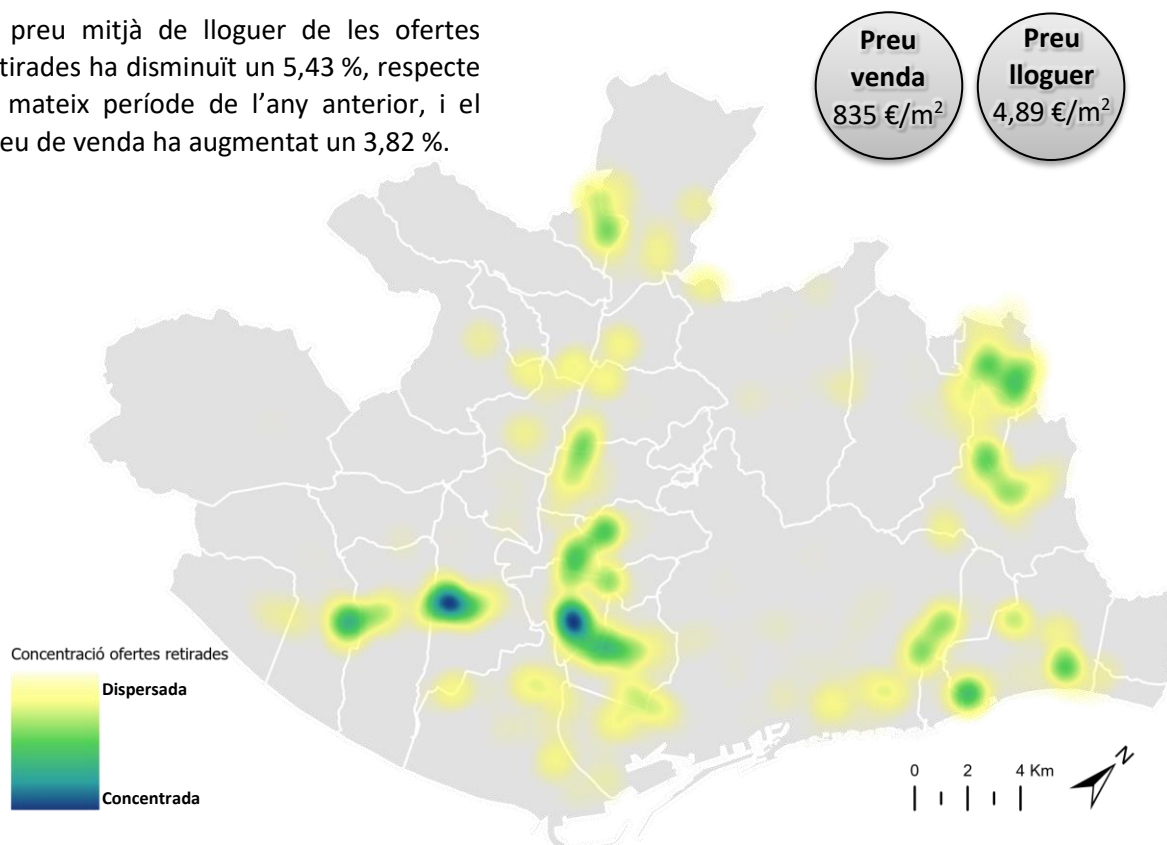 preu mitjà de lloguer de les ofertes
tirades ha disminuït un 5,43 %, respecte
mateix període de l’any anterior, i el
eu de venda ha augmentat un 3,82 %.
Preu
venda
835 €/m²
Preu
lloguer
4,89 €/m²
Concentració ofertes retirades
Dispersada
Concentrada
0 2 4 Km
N